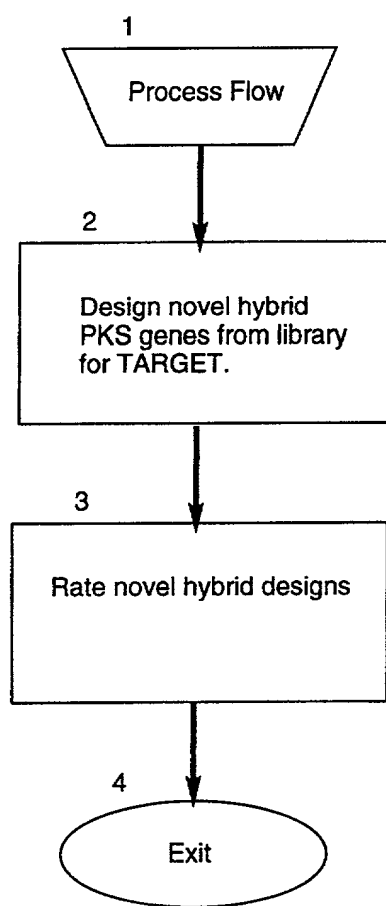 1
Process Flow
2
Design novel hybrid
PKS genes from library
for TARGET.
3
Rate novel hybrid designs
4
Exit